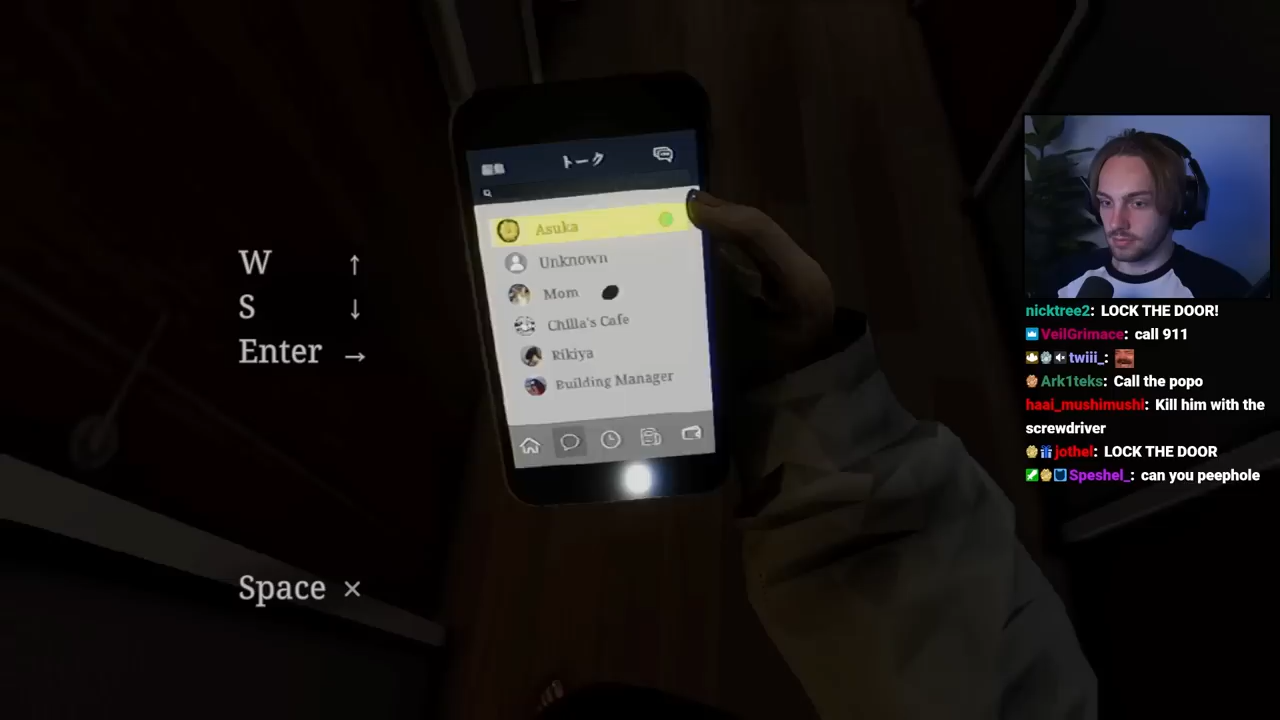 トーク
Asuka
Unknown
Mom
Chilla's Cafe
Rikiya
Building Manager
W ↑
S ↓
Enter →
Space ×
nicktree2: LOCK THE DOOR!
VeilGrimace: call 911
twiii_:
Ark1teks: Call the popo
haai_mushimushi: Kill him with the
screwdriver
jothel: LOCK THE DOOR
Speshel_: can you peephole